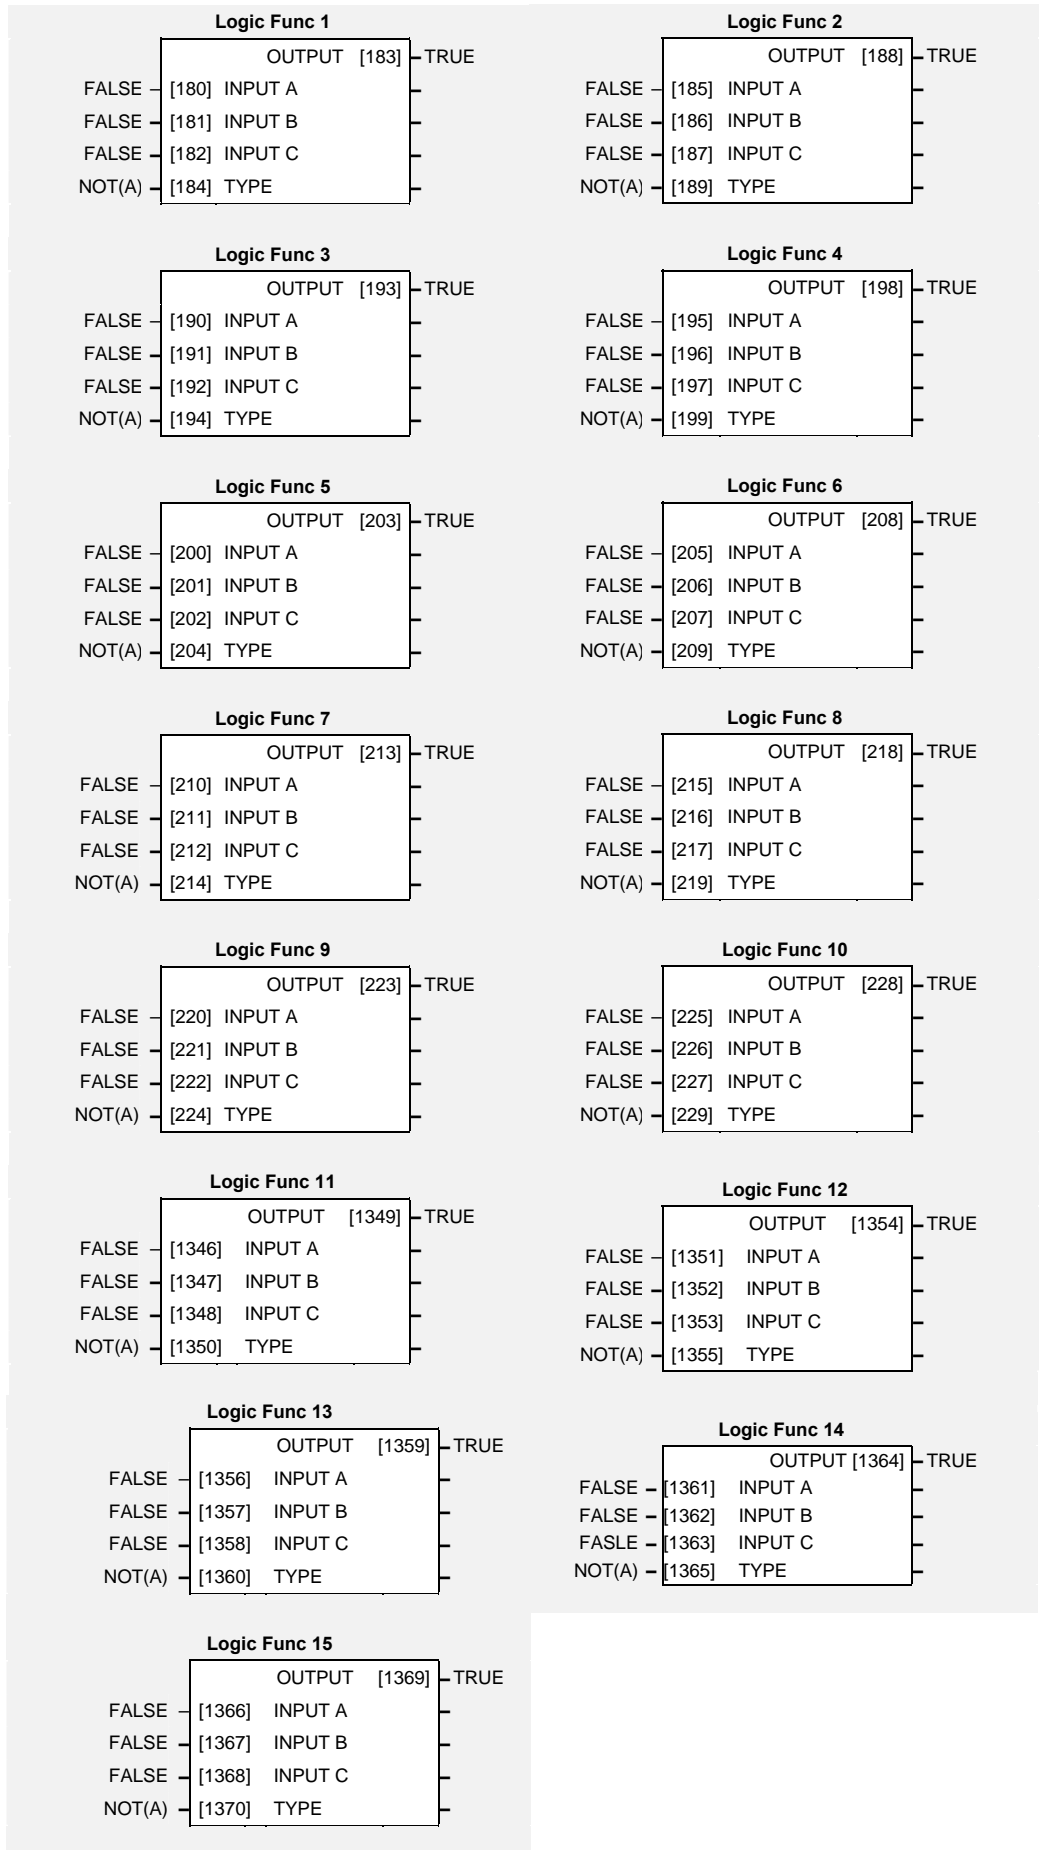 Logic Func 1
OUTPUT [183] TRUE
FALSE [180] INPUT A
FALSE [181] INPUT B
FALSE [182] INPUT C
NOT(A) [184] TYPE
Logic Func 2
OUTPUT [188] TRUE
FALSE [185] INPUT A
FALSE [186] INPUT B
FALSE [187] INPUT C
NOT(A) [189] TYPE
Logic Func 3
OUTPUT [193] TRUE
FALSE [190] INPUT A
FALSE [191] INPUT B
FALSE [192] INPUT C
NOT(A) [194] TYPE
Logic Func 4
OUTPUT [198] TRUE
FALSE [195] INPUT A
FALSE [196] INPUT B
FALSE [197] INPUT C
NOT(A) [199] TYPE
Logic Func 5
OUTPUT [203] TRUE
FALSE [200] INPUT A
FALSE [201] INPUT B
FALSE [202] INPUT C
NOT(A) [204] TYPE
Logic Func 6
OUTPUT [208] TRUE
FALSE [205] INPUT A
FALSE [206] INPUT B
FALSE [207] INPUT C
NOT(A) [209] TYPE
Logic Func 7
OUTPUT [213] TRUE
FALSE [210] INPUT A
FALSE [211] INPUT B
FALSE [212] INPUT C
NOT(A) [214] TYPE
Logic Func 8
OUTPUT [218] TRUE
FALSE [215] INPUT A
FALSE [216] INPUT B
FALSE [217] INPUT C
NOT(A) [219] TYPE
Logic Func 9
OUTPUT [223] TRUE
FALSE [220] INPUT A
FALSE [221] INPUT B
FALSE [222] INPUT C
NOT(A) [224] TYPE
Logic Func 10
OUTPUT [228] TRUE
FALSE [225] INPUT A
FALSE [226] INPUT B
FALSE [227] INPUT C
NOT(A) [229] TYPE
Logic Func 11
OUTPUT [1349] TRUE
FALSE [1346] INPUT A
FALSE [1347] INPUT B
FALSE [1348] INPUT C
NOT(A) [1350] TYPE
Logic Func 12
OUTPUT [1354] TRUE
FALSE [1351] INPUT A
FALSE [1352] INPUT B
FALSE [1353] INPUT C
NOT(A) [1355] TYPE
Logic Func 13
OUTPUT [1359] TRUE
FALSE [1356] INPUT A
FALSE [1357] INPUT B
FALSE [1358] INPUT C
NOT(A) [1360] TYPE
Logic Func 14
OUTPUT [1364] TRUE
FALSE [1361] INPUT A
FALSE [1362] INPUT B
FASLE [1363] INPUT C
NOT(A) [1365] TYPE
Logic Func 15
OUTPUT [1369] TRUE
FALSE [1366] INPUT A
FALSE [1367] INPUT B
FALSE [1368] INPUT C
NOT(A) [1370] TYPE